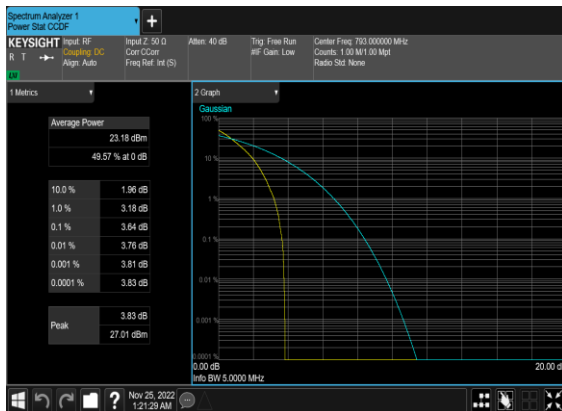 Spectrum Analyzer 1
Power Stat CCDF
KEYSIGHT
R T
Input: RF
Coupling: DC
Align: Auto
Input Z: 50 Ω
Corr CCorr
Freq Ref: Int (S)
Atten: 40 dB
Trig: Free Run
#IF Gain: Low
Center Freq: 793.000000 MHz
Counts: 1.00 M/1.00 Mpt
Radio Std: None
1 Metrics
Average Power
23.18 dBm
49.57 % at 0 dB
10.0 % 1.96 dB
1.0 % 3.18 dB
0.1 % 3.64 dB
0.01 % 3.76 dB
0.001 % 3.81 dB
0.0001 % 3.83 dB
Peak
3.83 dB
27.01 dBm
2 Graph
Gaussian
100 %
10 %
1 %
0.1 %
0.01 %
0.001 %
0.0001 %
0.00 dB
20.00 d
Info BW 5.0000 MHz
?
Nov 25, 2022
1:21:29 AM